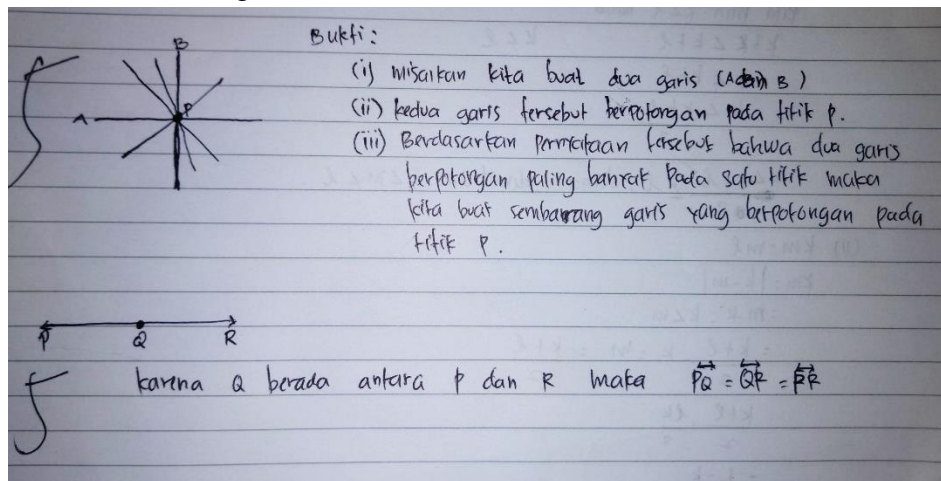 Bukti:
B
(i) misalkan kita buat dua garis (A dan B)
A
P
(ii) kedua garis tersebut berpotongan pada titik p.
(iii) Berdasarkan pernyataan tersebut bahwa dua garis
berpotongan paling banyak pada satu titik maka
kita buat sembarang garis yang berpotongan pada
titik p.
P Q R
karena Q berada antara p dan R maka PQ = QR = PR